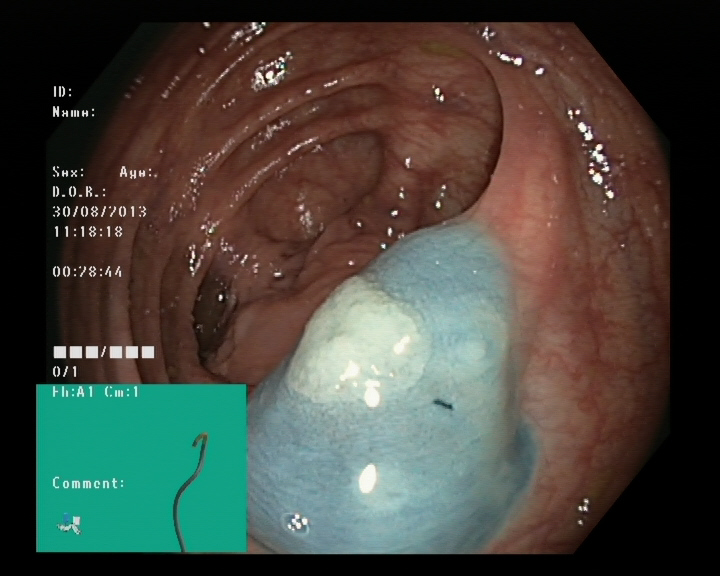 ID:
Name:
Sex: Age:
D.O.B.:
30/08/2013
11:18:18
00:28:44
■■■/■■■
0/1
Eh:A1 Cm:1
Comment: